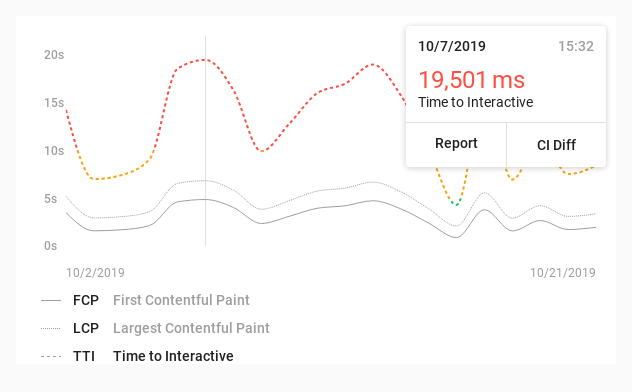 20s
15s
10s
5s
0s
10/7/2019 15:32
19,501 ms
Time to Interactive
Report CI Diff
10/2/2019 10/21/2019
FCP First Contentful Paint
LCP Largest Contentful Paint
TTI Time to Interactive